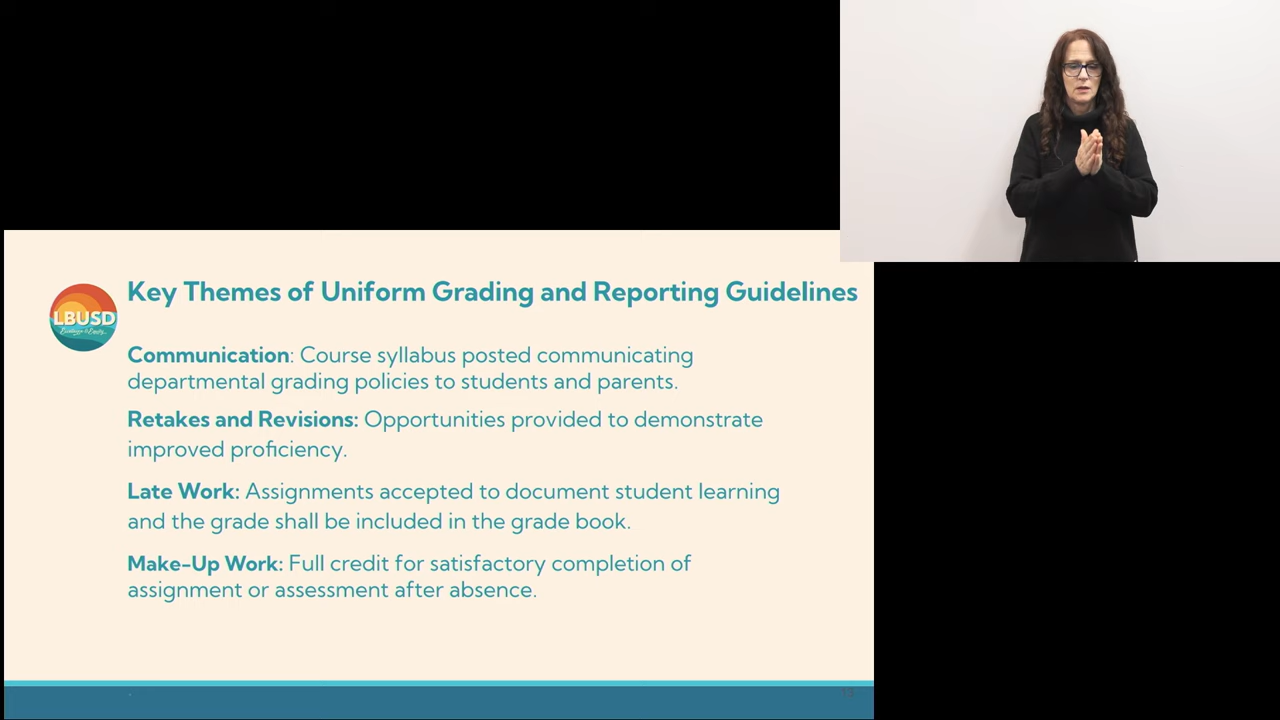 Key Themes of Uniform Grading and Reporting Guidelines
LBUSD
Communication: Course syllabus posted communicating
departmental grading policies to students and parents.
Retakes and Revisions: Opportunities provided to demonstrate
improved proficiency.
Late Work: Assignments accepted to document student learning
and the grade shall be included in the grade book.
Make-Up Work: Full credit for satisfactory completion of
assignment or assessment after absence.